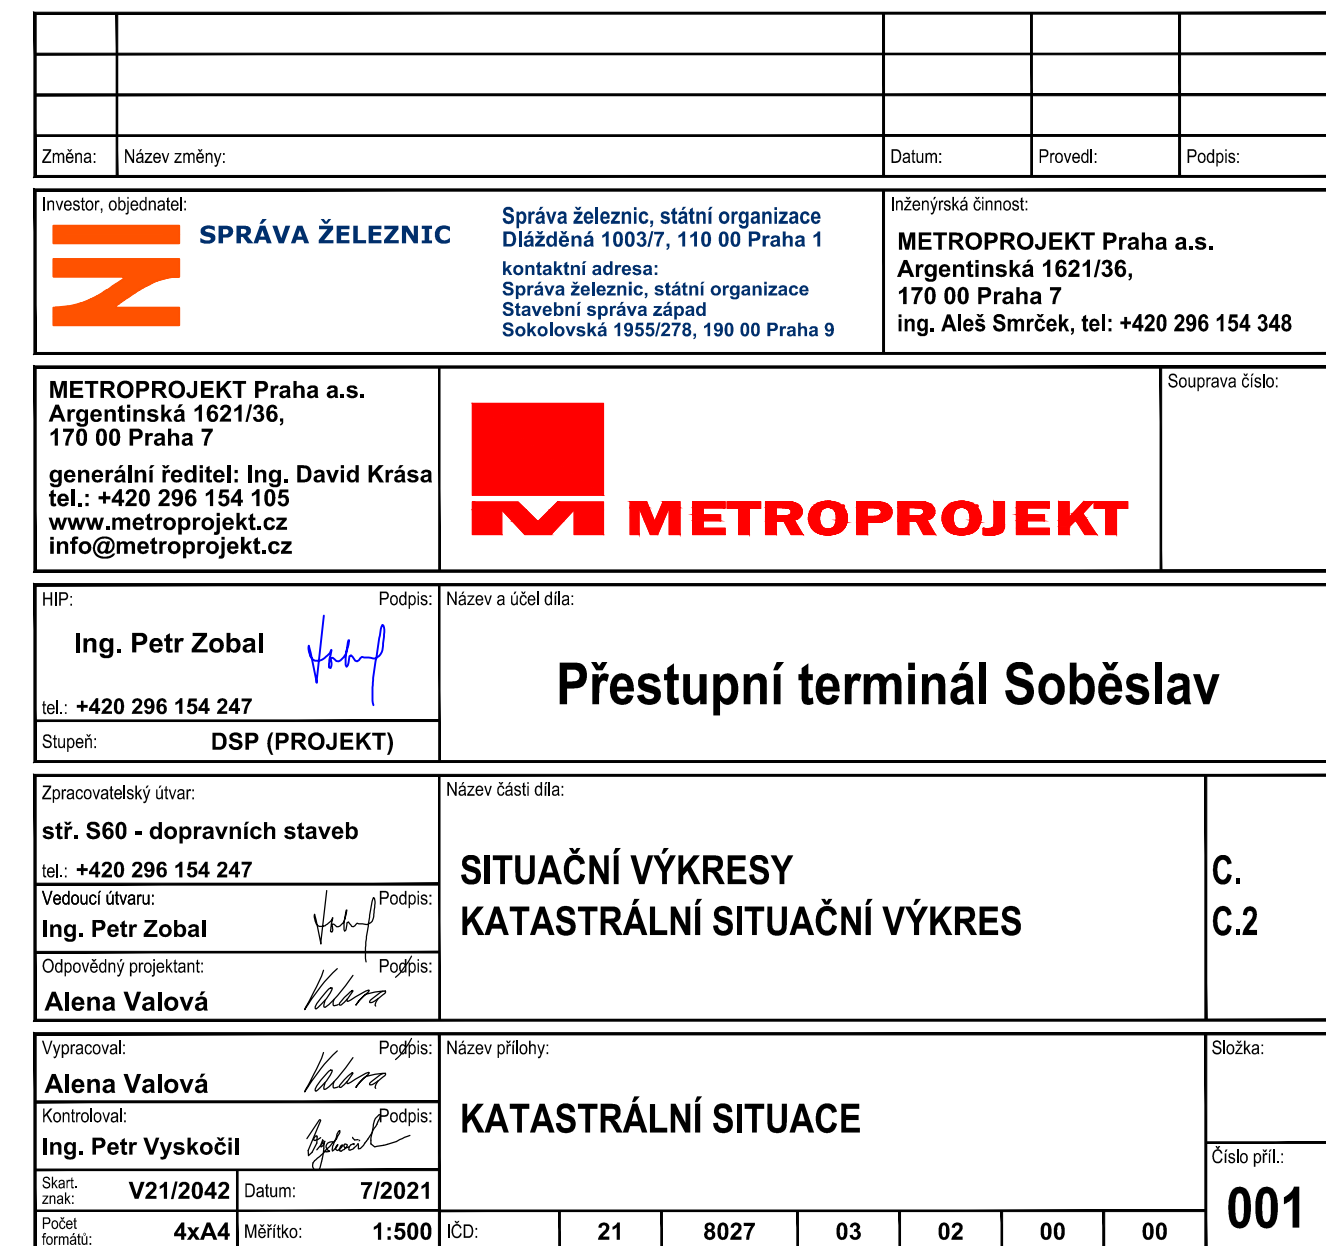 Změna: Název změny: Datum: Provedl: Podpis:
Investor, objednatel:
SPRÁVA ŽELEZNIC
Správa železnic, státní organizace
Dlážděná 1003/7, 110 00 Praha 1
kontaktní adresa:
Správa železnic, státní organizace
Stavební správa západ
Sokolovská 1955/278, 190 00 Praha 9
Inženýrská činnost:
METROPROJEKT Praha a.s.
Argentinská 1621/36,
170 00 Praha 7
ing. Aleš Smrček, tel: +420 296 154 348
METROPROJEKT Praha a.s.
Argentinská 1621/36,
170 00 Praha 7
generální ředitel: Ing. David Krása
tel.: +420 296 154 105
www.metroprojekt.cz
info@metroprojekt.cz
METROPROJEKT
Souprava číslo:
HIP: Podpis:
Ing. Petr Zobal
tel.: +420 296 154 247
Stupeň: DSP (PROJEKT)
Název a účel díla:
Přestupní terminál Soběslav
Zpracovatelský útvar:
stř. S60 - dopravních staveb
tel.: +420 296 154 247
Vedoucí útvaru: Podpis:
Ing. Petr Zobal
Odpovědný projektant: Podpis:
Alena Valová Valova
Název části díla:
SITUAČNÍ VÝKRESY C.
KATASTRÁLNÍ SITUAČNÍ VÝKRES C.2
Vypracoval: Podpis:
Alena Valová Valova
Kontroloval: Podpis:
Ing. Petr Vyskočil Vyskočil
Skart. znak: V21/2042 Datum: 7/2021
Počet formátů: 4xA4 Měřítko: 1:500
Název přílohy:
KATASTRÁLNÍ SITUACE
Složka:
Číslo příl.:
001
IČD: 21 8027 03 02 00 00